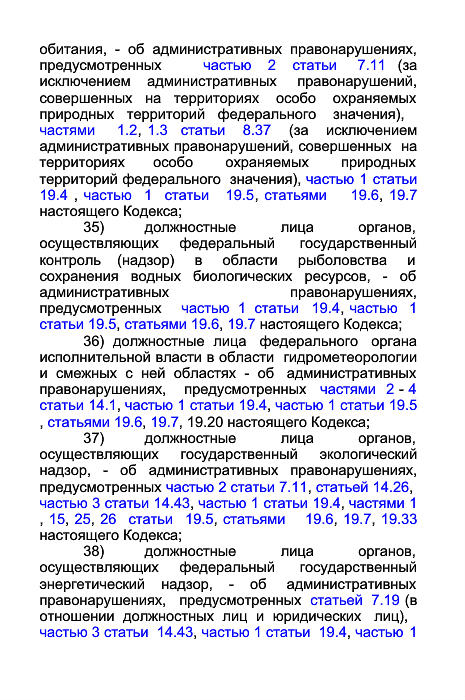 обитания, - об административных правонарушениях,
предусмотренных частью 2 статьи 7.11 (за
исключением административных правонарушений,
совершенных на территориях особо охраняемых
природных территорий федерального значения),
частями 1.2, 1.3 статьи 8.37 (за исключением
административных правонарушений, совершенных на
территориях особо охраняемых природных
территорий федерального значения), частью 1 статьи
19.4 , частью 1 статьи 19.5, статьями 19.6, 19.7
настоящего Кодекса;
35) должностные лица органов,
осуществляющих федеральный государственный
контроль (надзор) в области рыболовства и
сохранения водных биологических ресурсов, - об
административных правонарушениях,
предусмотренных частью 1 статьи 19.4, частью 1
статьи 19.5, статьями 19.6, 19.7 настоящего Кодекса;
36) должностные лица федерального органа
исполнительной власти в области гидрометеорологии
и смежных с ней областях - об административных
правонарушениях, предусмотренных частями 2 - 4
статьи 14.1, частью 1 статьи 19.4, частью 1 статьи 19.5
, статьями 19.6, 19.7, 19.20 настоящего Кодекса;
37) должностные лица органов,
осуществляющих государственный экологический
надзор, - об административных правонарушениях,
предусмотренных частью 2 статьи 7.11, статьей 14.26,
частью 3 статьи 14.43, частью 1 статьи 19.4, частями 1
, 15, 25, 26 статьи 19.5, статьями 19.6, 19.7, 19.33
настоящего Кодекса;
38) должностные лица органов,
осуществляющих федеральный государственный
энергетический надзор, - об административных
правонарушениях, предусмотренных статьей 7.19 (в
отношении должностных лиц и юридических лиц),
частью 3 статьи 14.43, частью 1 статьи 19.4, частью 1